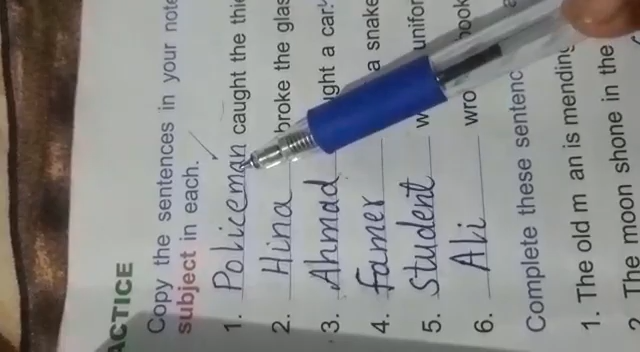 ACTICE
Copy the sentences in your note
subject in each.
1. Policeman caught the thie
2. Hina broke the glas
3. Ahmad ught a car
4. Famer a snake
5. Student w unifor
6. Ali wro book
Complete these sentenc
1. The old m an is mending
2. The moon shone in the